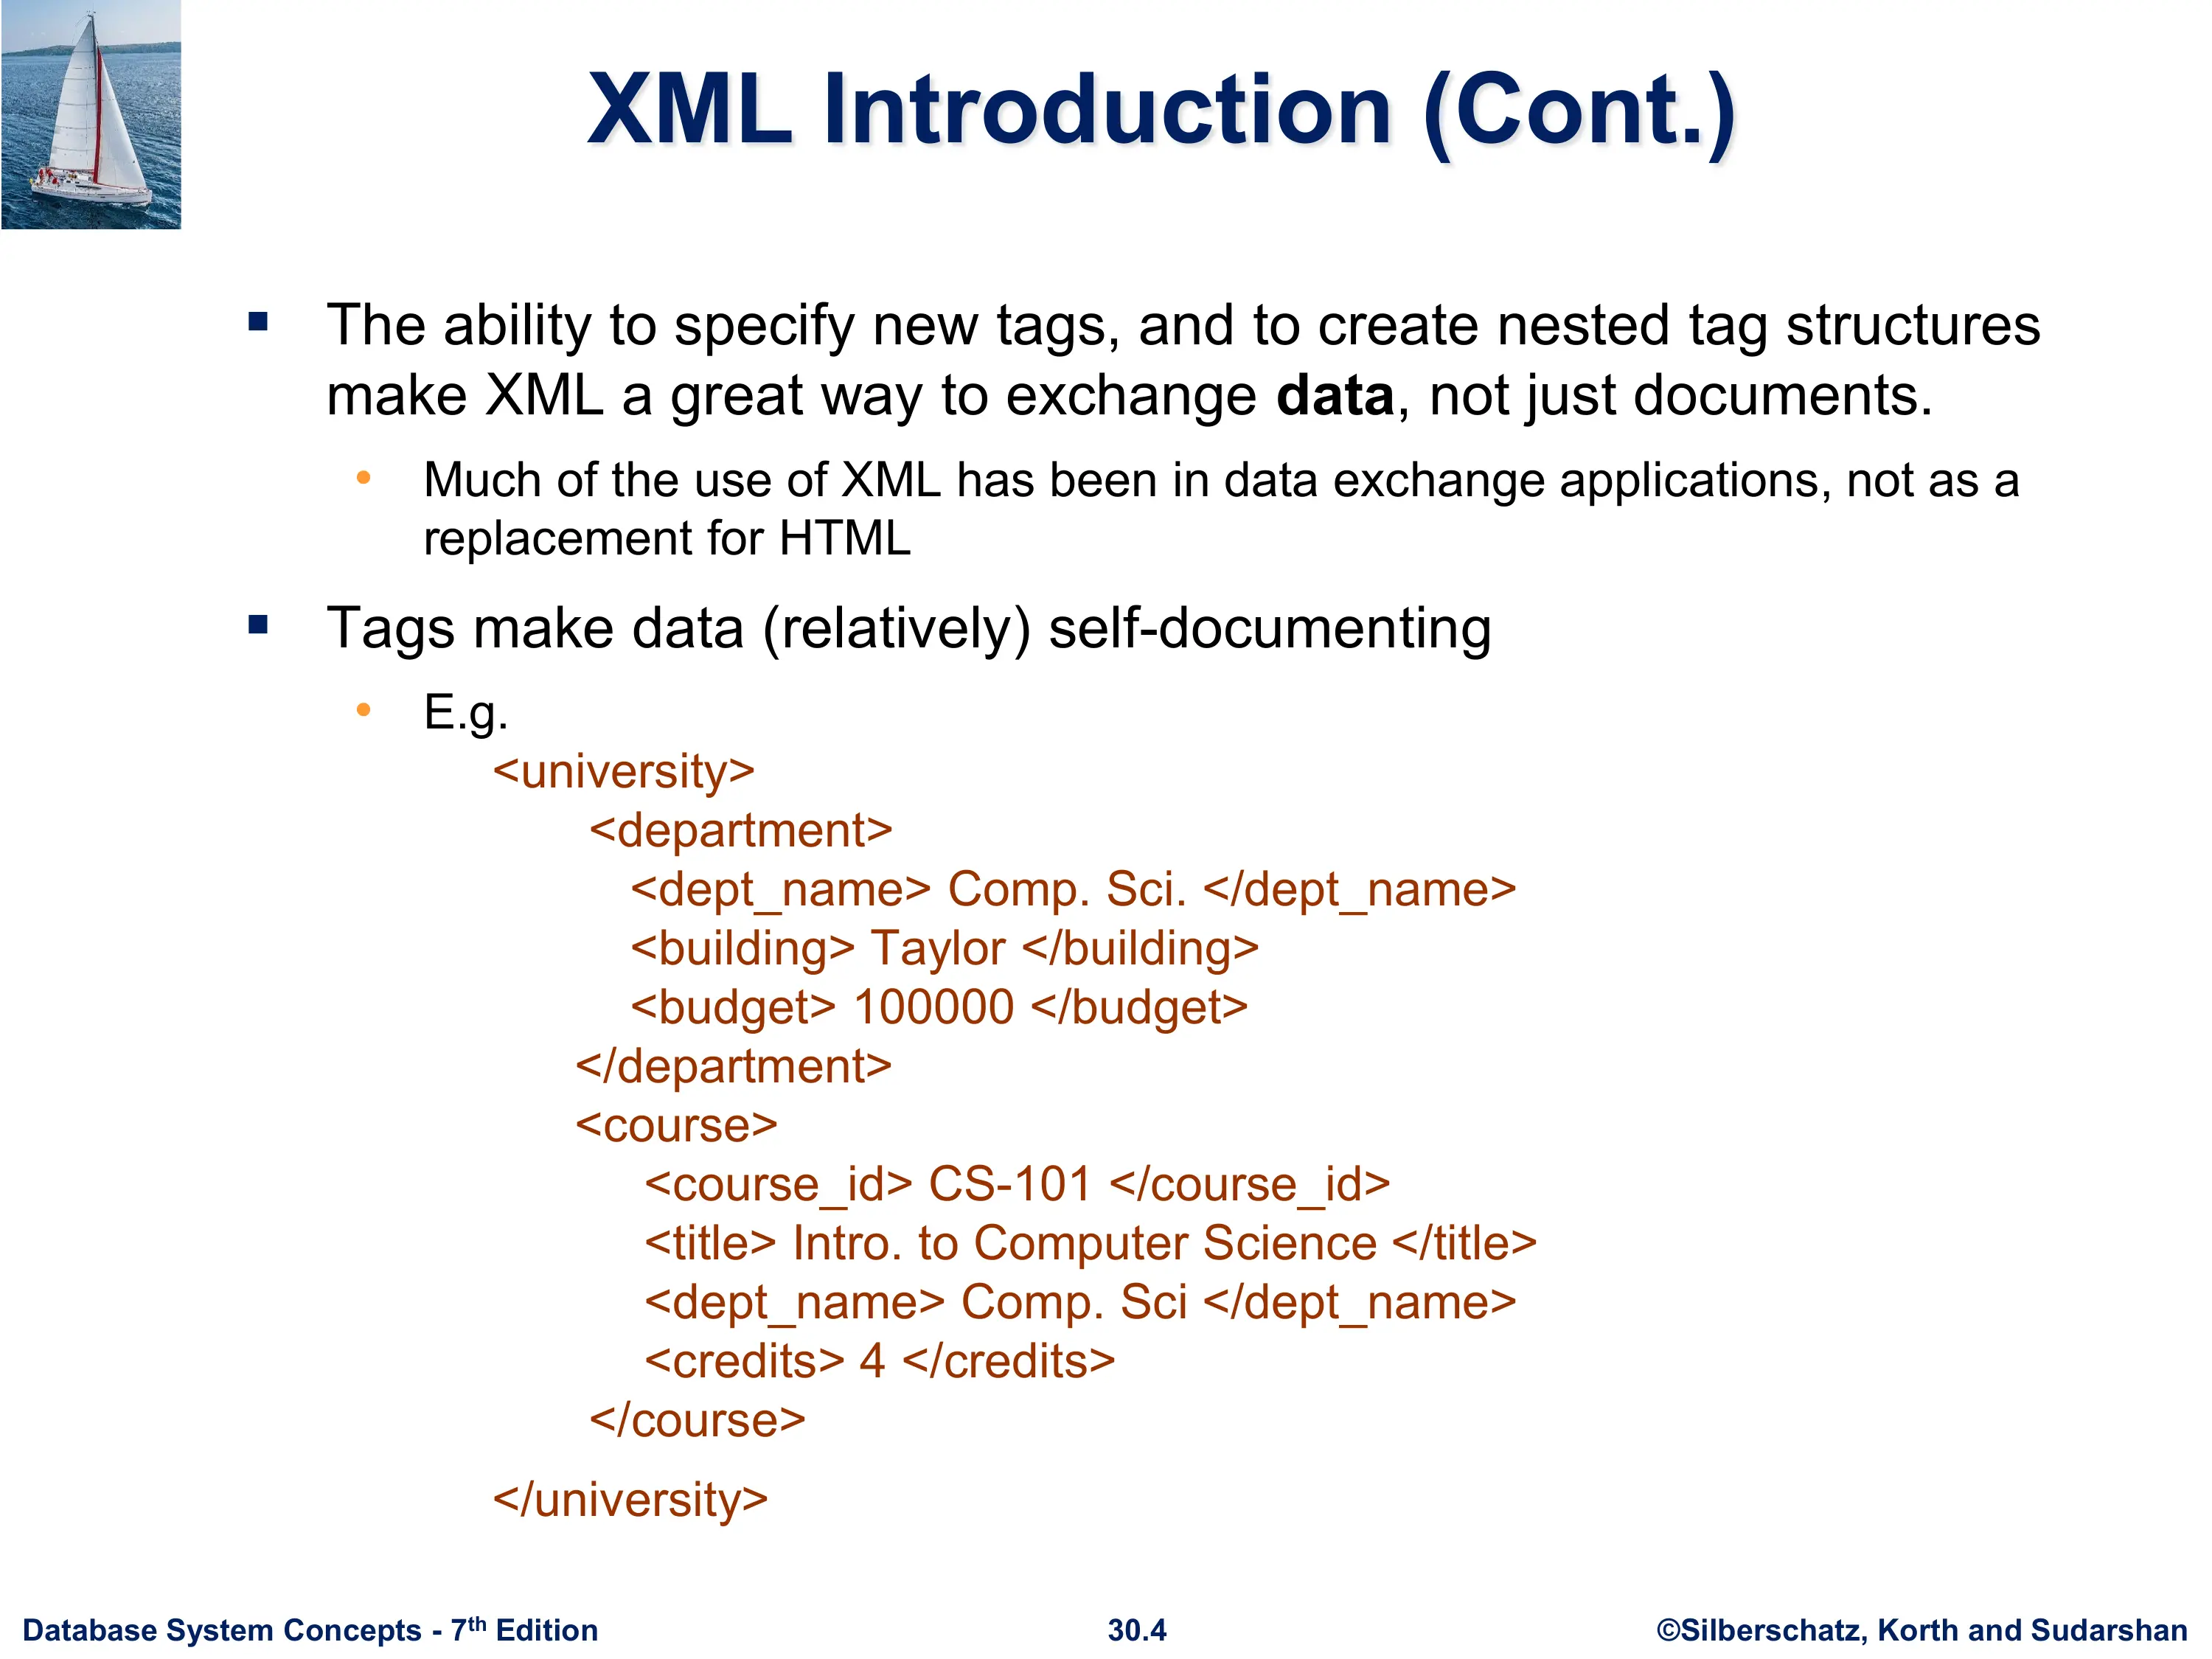 XML Introduction (Cont.)
▪ The ability to specify new tags, and to create nested tag structures
make XML a great way to exchange data, not just documents.
• Much of the use of XML has been in data exchange applications, not as a
replacement for HTML
▪ Tags make data (relatively) self-documenting
• E.g.
<university>
<department>
<dept_name> Comp. Sci. </dept_name>
<building> Taylor </building>
<budget> 100000 </budget>
</department>
<course>
<course_id> CS-101 </course_id>
<title> Intro. to Computer Science </title>
<dept_name> Comp. Sci </dept_name>
<credits> 4 </credits>
</course>
</university>
Database System Concepts - 7th Edition 30.4 ©Silberschatz, Korth and Sudarshan